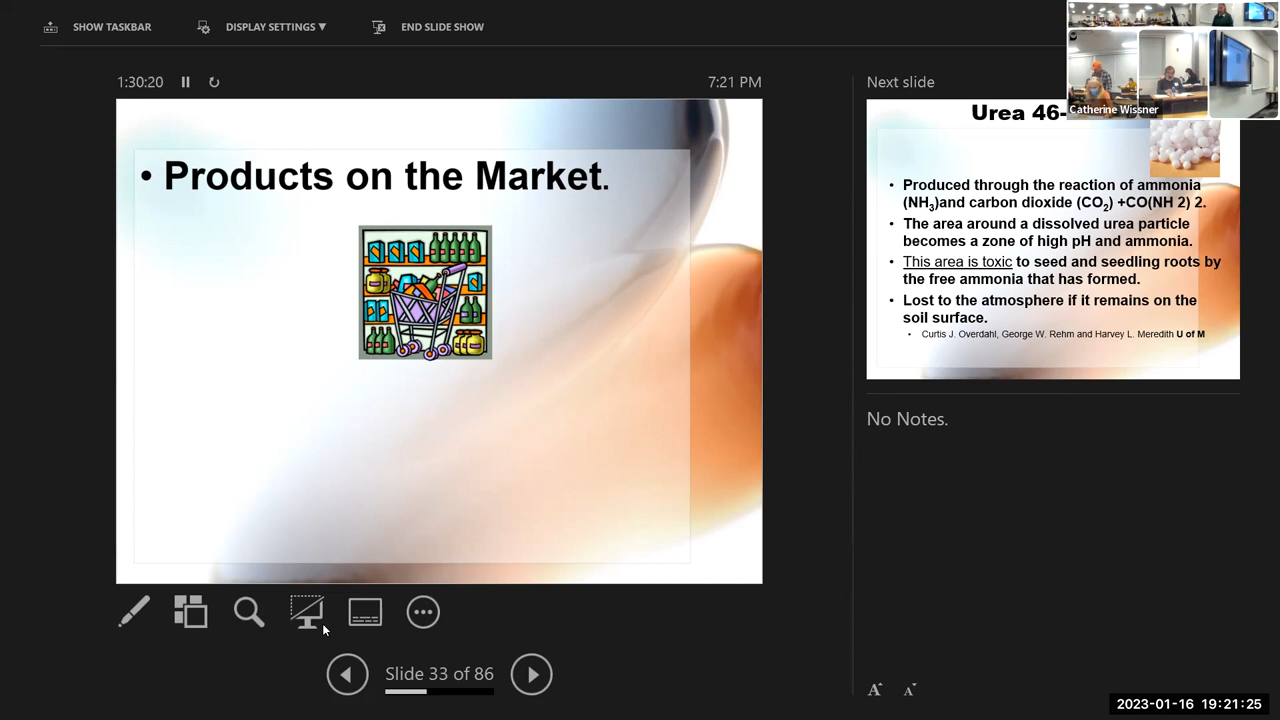 SHOW TASKBAR
DISPLAY SETTINGS ▼
END SLIDE SHOW
1:30:20
7:21 PM
Next slide
Catherine Wissner
• Products on the Market.
Urea 46-
• Produced through the reaction of ammonia
(NH3)and carbon dioxide (CO2) +CO(NH 2) 2.
• The area around a dissolved urea particle
becomes a zone of high pH and ammonia.
• This area is toxic to seed and seedling roots by
the free ammonia that has formed.
• Lost to the atmosphere if it remains on the
soil surface.
• Curtis J. Overdahl, George W. Rehm and Harvey L. Meredith U of M
No Notes.
Slide 33 of 86
A A
2023-01-16 19:21:25